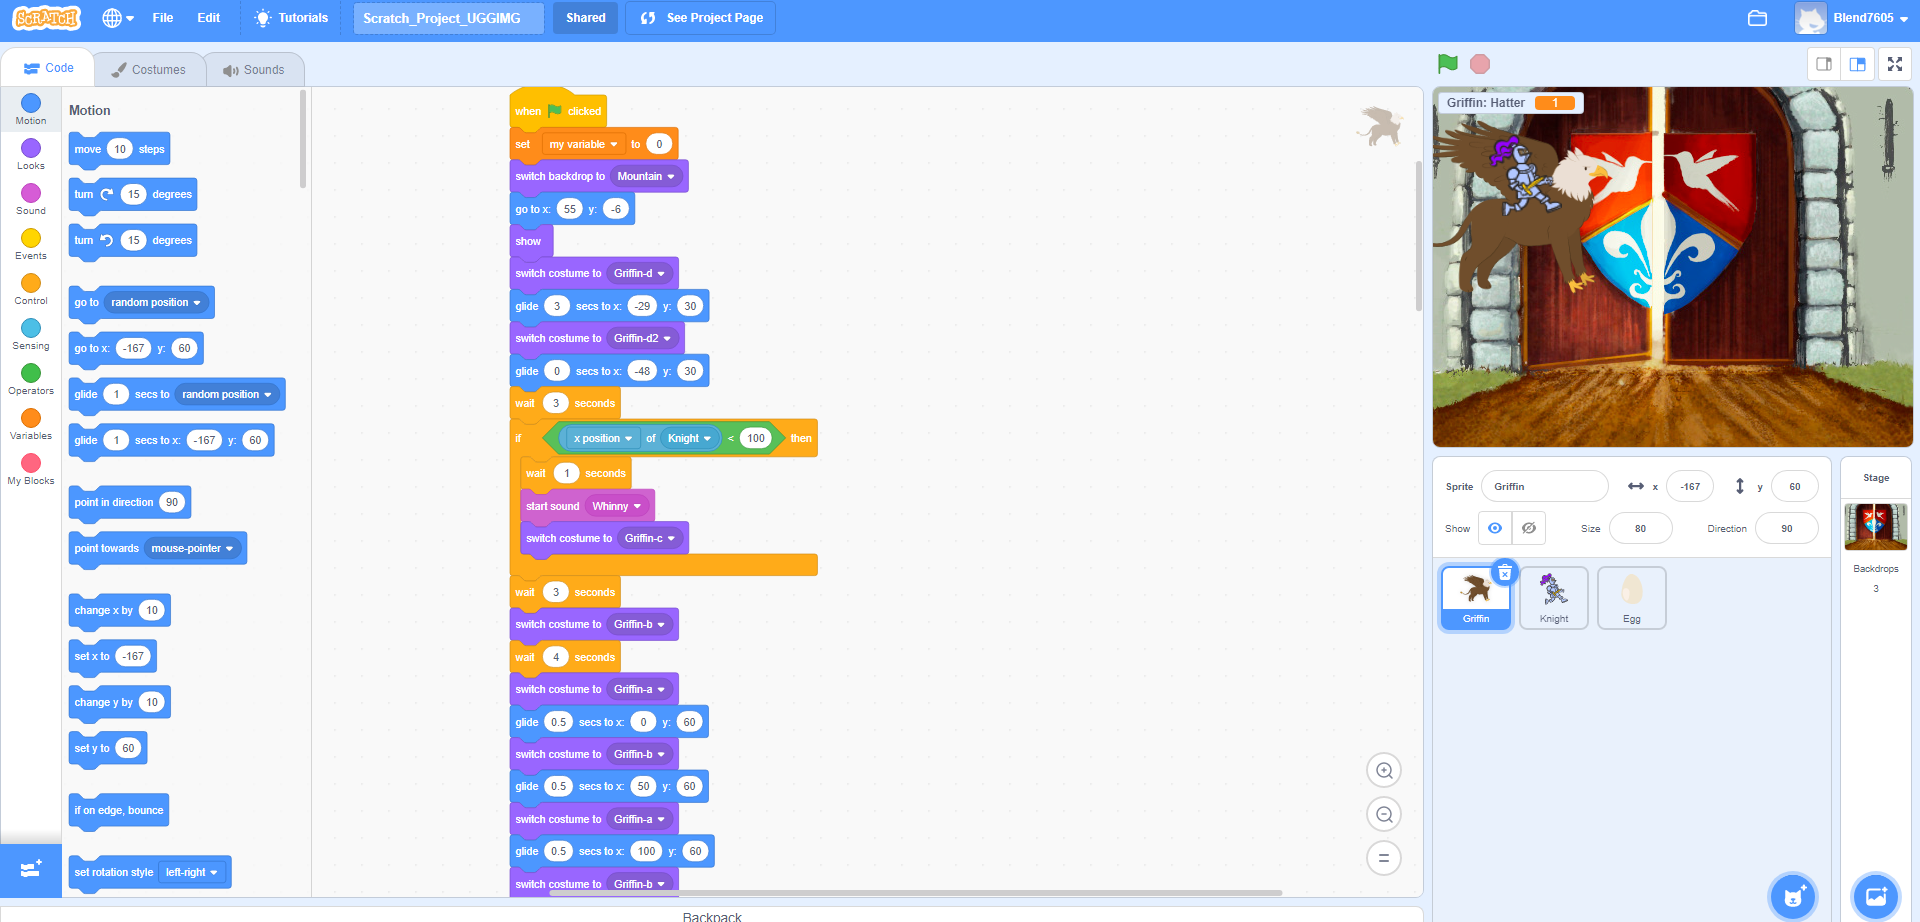 SCRATCH File Edit Tutorials Scratch_Project_UGGIMG Shared See Project Page Blend7605
Code Costumes Sounds
Motion
Looks
Sound
Events
Control
Sensing
Operators
Variables
My Blocks
Motion
move 10 steps
turn 15 degrees
turn 15 degrees
go to random position
go to x: -167 y: 60
glide 1 secs to random position
glide 1 secs to x: -167 y: 60
point in direction 90
point towards mouse-pointer
change x by 10
set x to -167
change y by 10
set y to 60
if on edge, bounce
set rotation style left-right
when clicked
set my variable to 0
switch backdrop to Mountain
go to x: 55 y: -6
show
switch costume to Griffin-d
glide 3 secs to x: -29 y: 30
switch costume to Griffin-d2
glide 0 secs to x: -48 y: 30
wait 3 seconds
if x position of Knight < 100 then
wait 1 seconds
start sound Whinny
switch costume to Griffin-c
wait 3 seconds
switch costume to Griffin-b
wait 4 seconds
switch costume to Griffin-a
glide 0.5 secs to x: 0 y: 60
switch costume to Griffin-b
glide 0.5 secs to x: 50 y: 60
switch costume to Griffin-a
glide 0.5 secs to x: 100 y: 60
switch costume to Griffin-b
Backpack
Griffin: Hatter 1
Sprite Griffin x -167 y 60
Show Size 80 Direction 90
Griffin Knight Egg
Stage
Backdrops
3